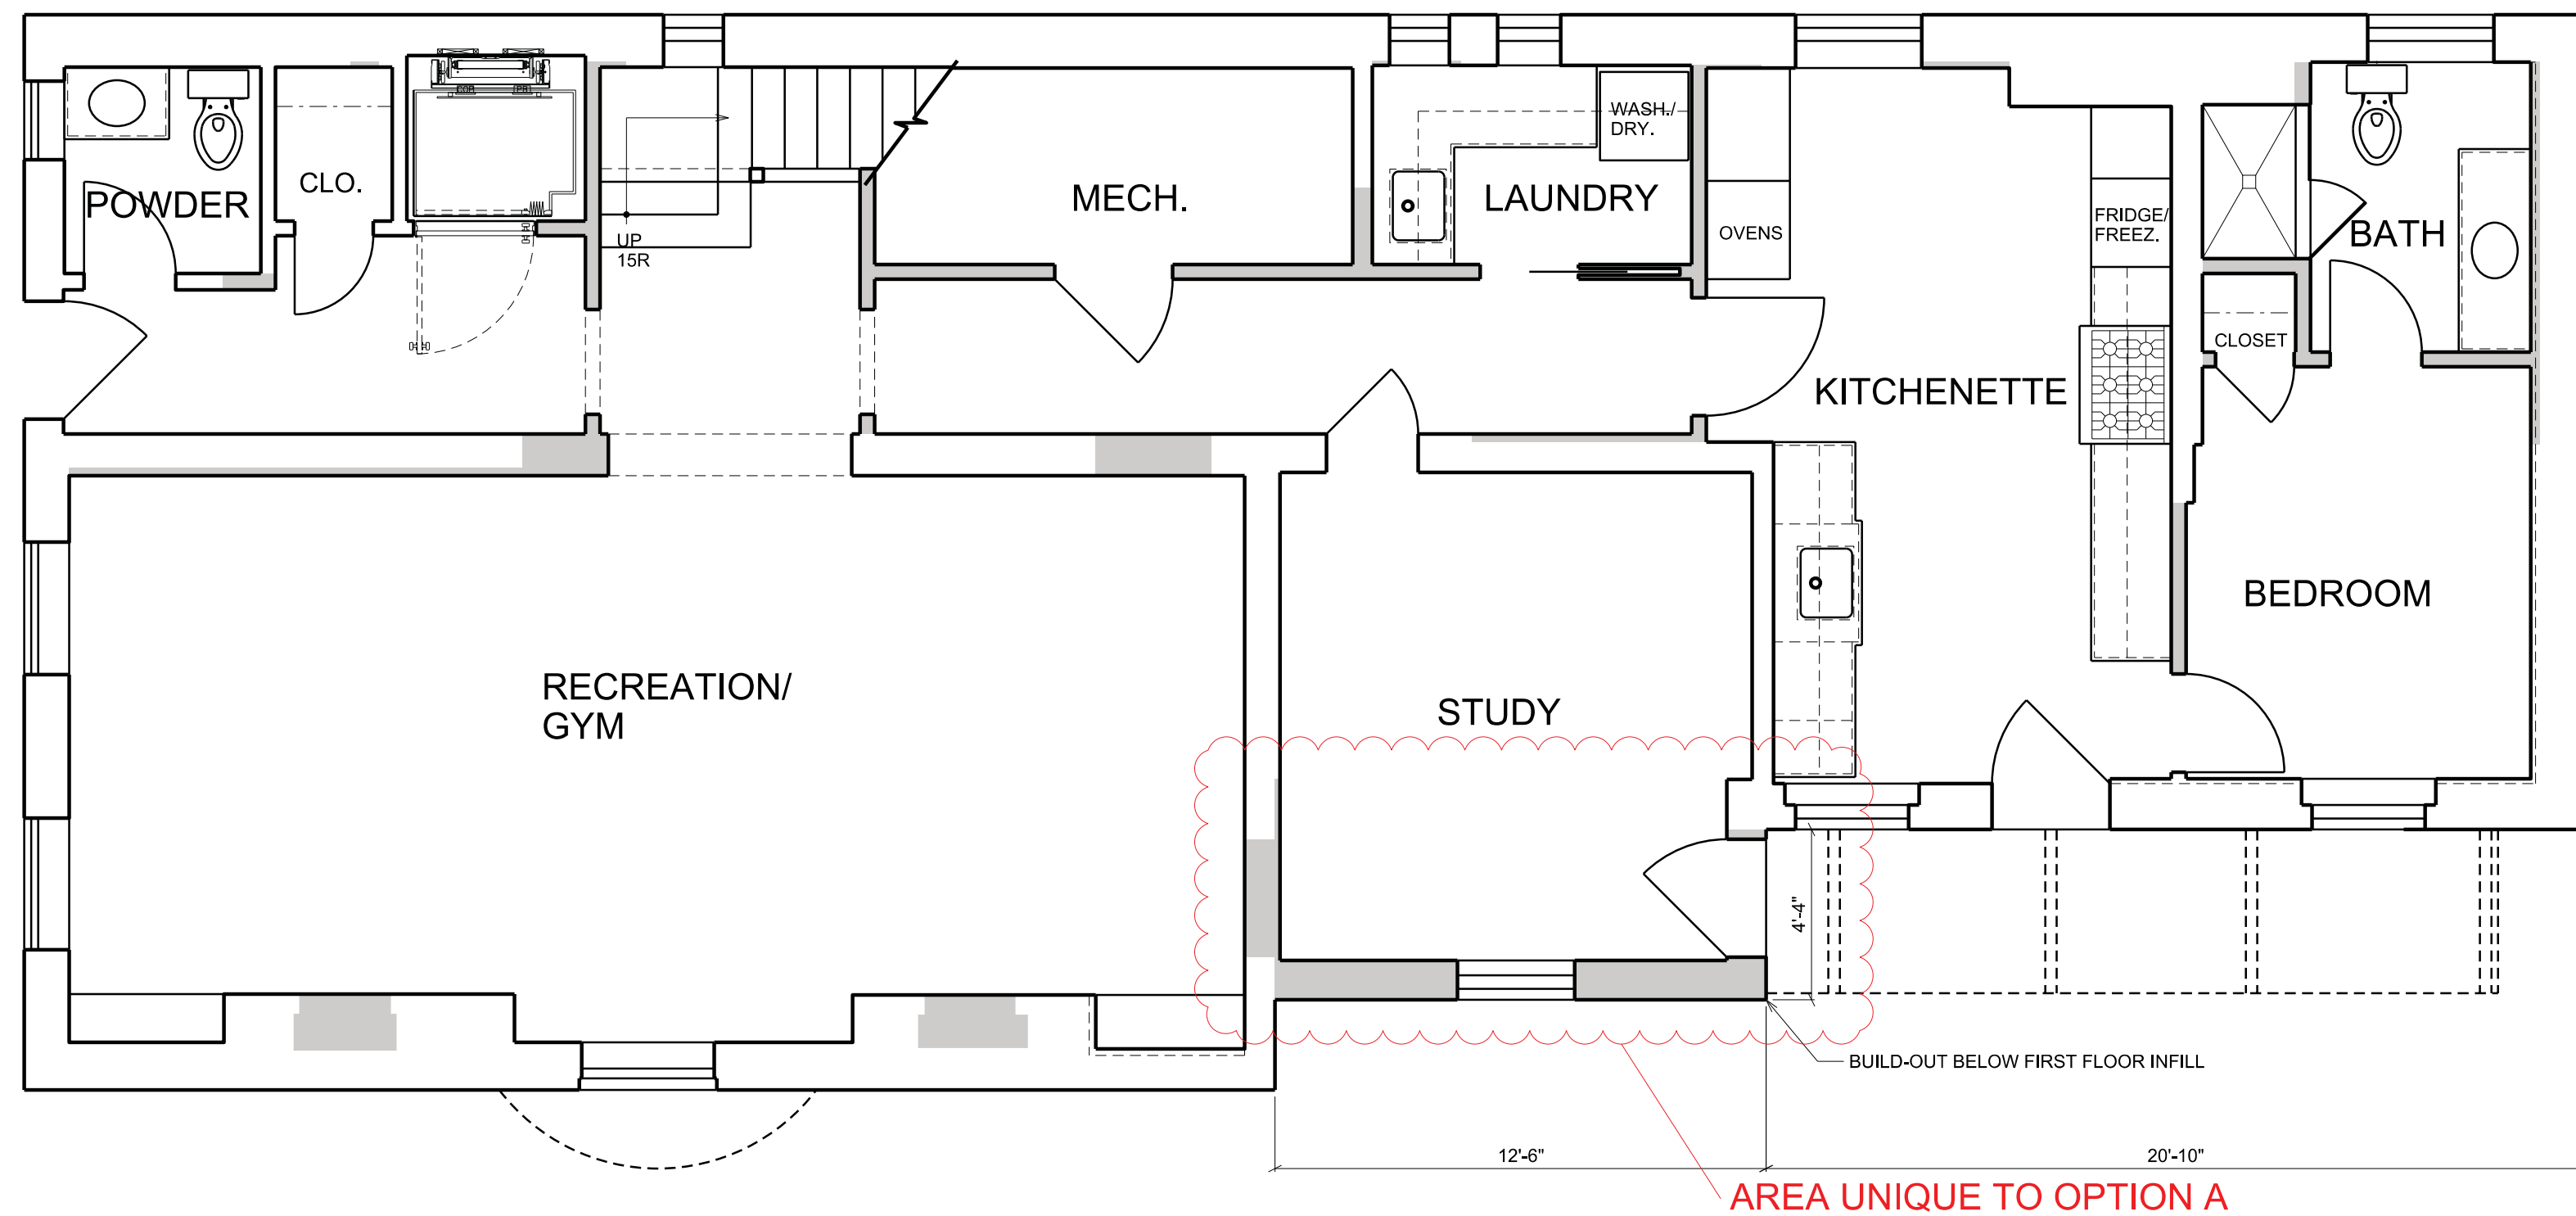 POWDER
CLO.
UP
15R
MECH.
WASH./
DRY.
LAUNDRY
OVENS
FRIDGE/
FREEZ.
BATH
CLOSET
KITCHENETTE
BEDROOM
RECREATION/
GYM
STUDY
4'-4"
BUILD-OUT BELOW FIRST FLOOR INFILL
12'-6"
20'-10"
AREA UNIQUE TO OPTION A